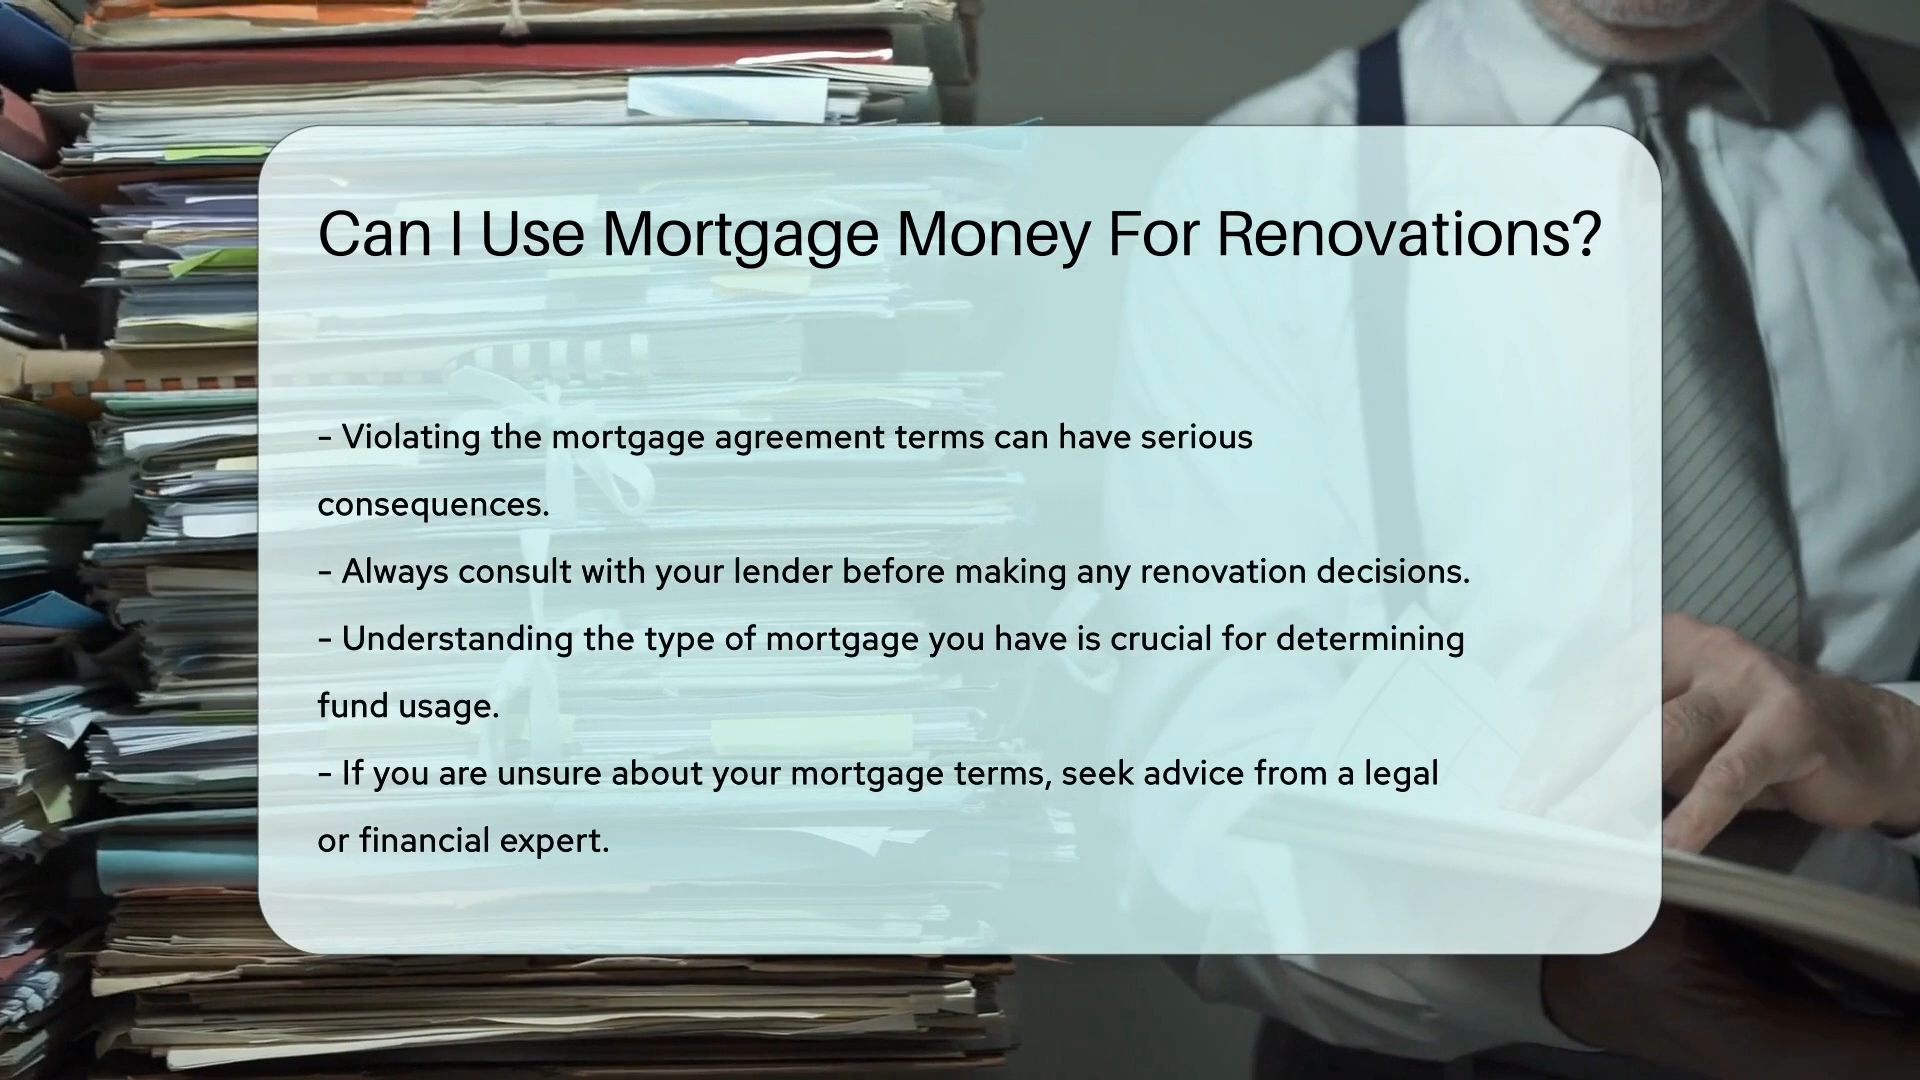 Can I Use Mortgage Money For Renovations?
- Violating the mortgage agreement terms can have serious
consequences.
- Always consult with your lender before making any renovation decisions.
- Understanding the type of mortgage you have is crucial for determining
fund usage.
- If you are unsure about your mortgage terms, seek advice from a legal
or financial expert.